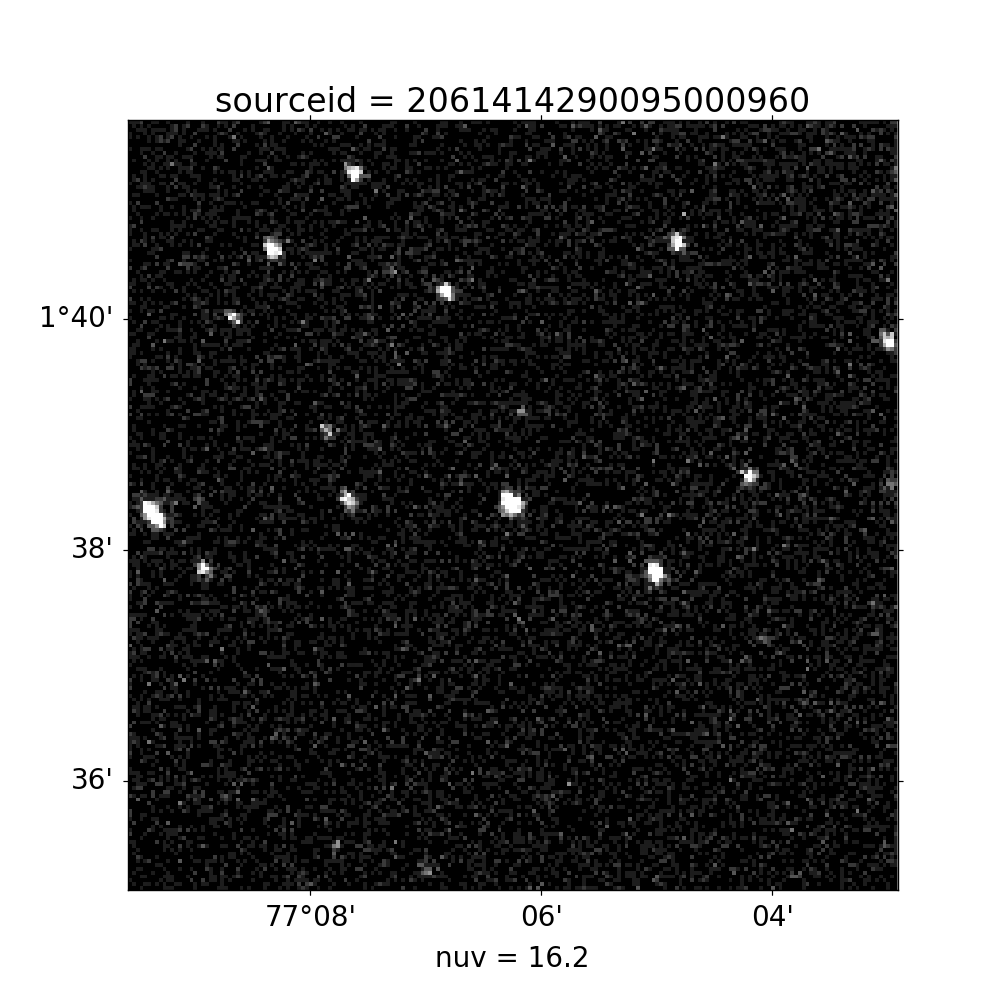 sourceid = 2061414290095000960
1°40'
38'
36'
77°08' 06' 04'
nuv = 16.2